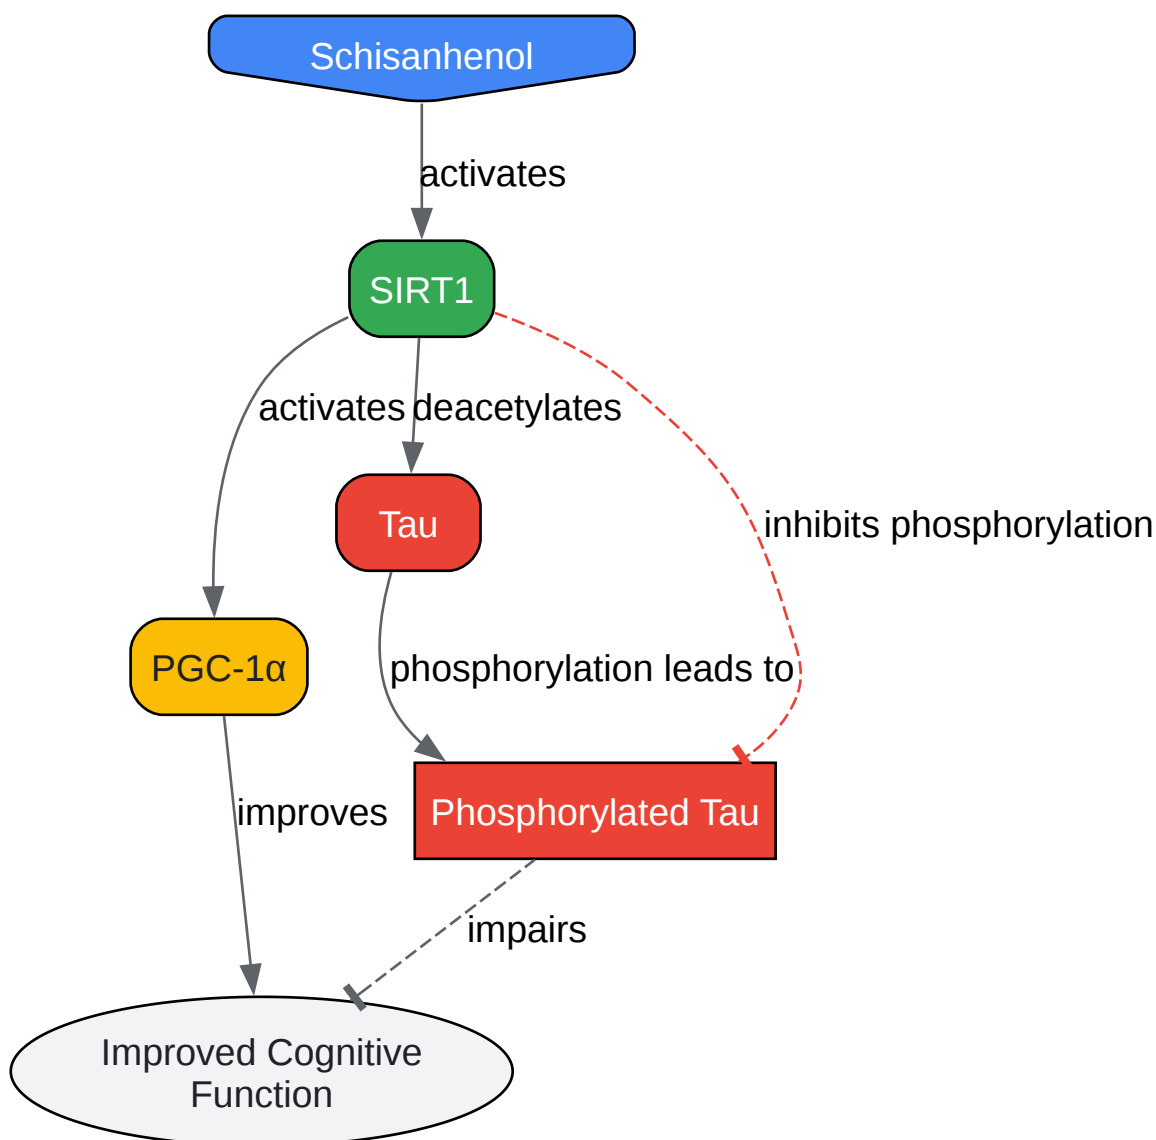 Schisanhenol
activates
SIRT1
activates
deacetylates
Tau
inhibits phosphorylation
PGC-1α
phosphorylation leads to
improves
Phosphorylated Tau
impairs
Improved Cognitive
Function